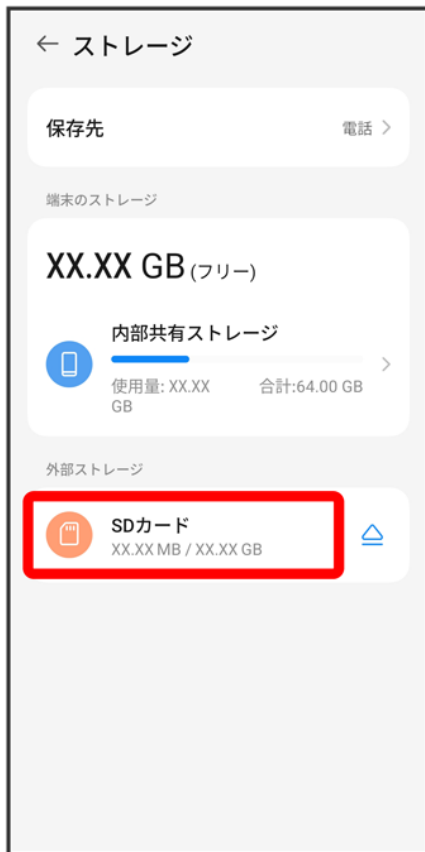 ストレージ
保存先 電話
端末のストレージ
XX.XX GB (フリー)
内部共有ストレージ
使用量: XX.XX GB 合計:64.00 GB
外部ストレージ
SDカード
XX.XX MB / XX.XX GB